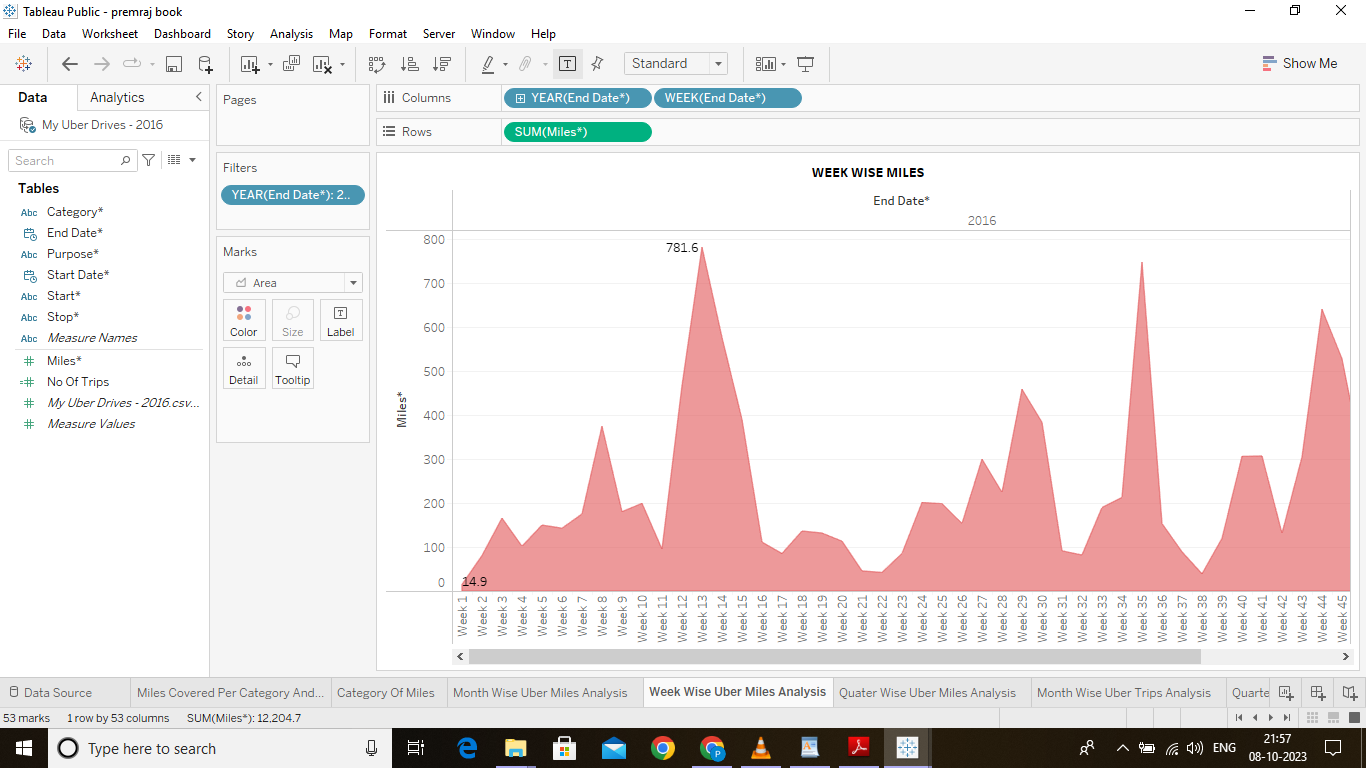 Tableau Public - premraj book
File Data Worksheet Dashboard Story Analysis Map Format Server Window Help
Standard
Show Me
Data Analytics
My Uber Drives - 2016
Search
Tables
Abc Category*
End Date*
Abc Purpose*
Start Date*
Abc Start*
Abc Stop*
Abc Measure Names
Miles*
No Of Trips
My Uber Drives - 2016.csv...
Measure Values
Pages
Filters
YEAR(End Date*): 2..
Marks
Area
Color Size Label
Detail Tooltip
Columns YEAR(End Date*) WEEK(End Date*)
Rows SUM(Miles*)
WEEK WISE MILES
End Date*
2016
Miles*
800
700
600
500
400
300
200
100
0
781.6
14.9
Week 1
Week 2
Week 3
Week 4
Week 5
Week 6
Week 7
Week 8
Week 9
Week 10
Week 11
Week 12
Week 13
Week 14
Week 15
Week 16
Week 17
Week 18
Week 19
Week 20
Week 21
Week 22
Week 23
Week 24
Week 25
Week 26
Week 27
Week 28
Week 29
Week 30
Week 31
Week 32
Week 33
Week 34
Week 35
Week 36
Week 37
Week 38
Week 39
Week 40
Week 41
Week 42
Week 43
Week 44
Week 45
Data Source Miles Covered Per Category And... Category Of Miles Month Wise Uber Miles Analysis Week Wise Uber Miles Analysis Quater Wise Uber Miles Analysis Month Wise Uber Trips Analysis Quarte
53 marks 1 row by 53 columns SUM(Miles*): 12,204.7
Type here to search
ENG
21:57
08-10-2023